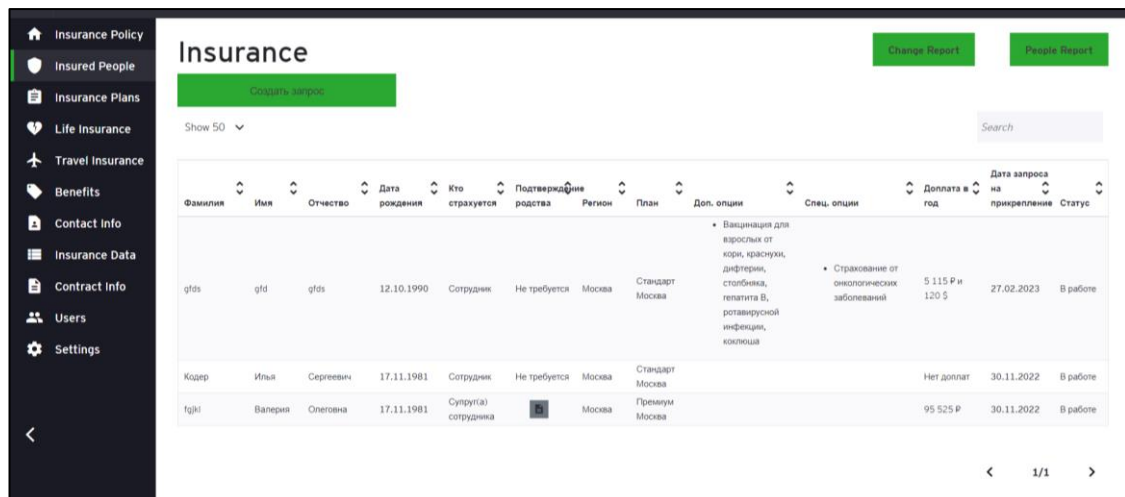 Insurance Policy
Insured People
Insurance Plans
Life Insurance
Travel Insurance
Benefits
Contact Info
Insurance Data
Contract Info
Users
Settings
Insurance
Change Report
People Report
Создать запрос
Show 50
Search
Фамилия
Имя
Отчество
Дата
рождения
Кто
страхуется
Подтверждение
родства
Регион
План
Доп. опции
Спец. опции
Доплата в
год
Дата запроса
на
прикрепление
Статус
gfds
gfd
gfds
12.10.1990
Сотрудник
Не требуется
Москва
Стандарт
Москва
• Вакцинация для
взрослых от
кори, краснухи,
дифтерии,
столбняка,
гепатита В,
ротавирусной
инфекции,
коклюша
• Страхование от
онкологических
заболеваний
5 115 ₽ и
120 $
27.02.2023
В работе
Кодер
Илья
Сергеевич
17.11.1981
Сотрудник
Не требуется
Москва
Стандарт
Москва
Нет доплат
30.11.2022
В работе
fgjkl
Валерия
Олеговна
17.11.1981
Супруг(а)
сотрудника
Москва
Премиум
Москва
95 525 ₽
30.11.2022
В работе
1/1